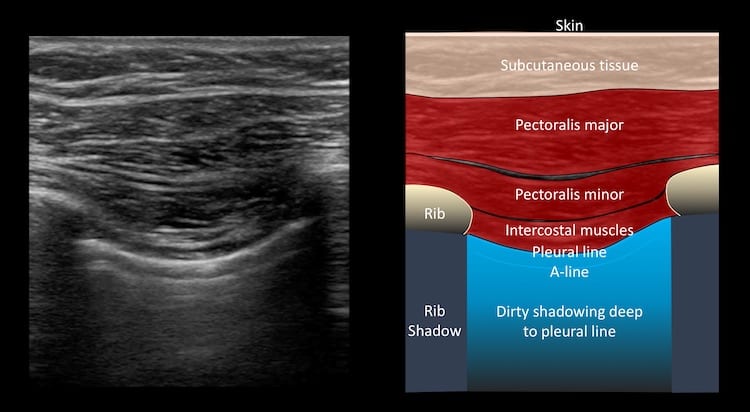 Skin
Subcutaneous tissue
Pectoralis major
Pectoralis minor
Rib
Intercostal muscles
Pleural line
A-line
Rib
Shadow
Dirty shadowing deep
to pleural line